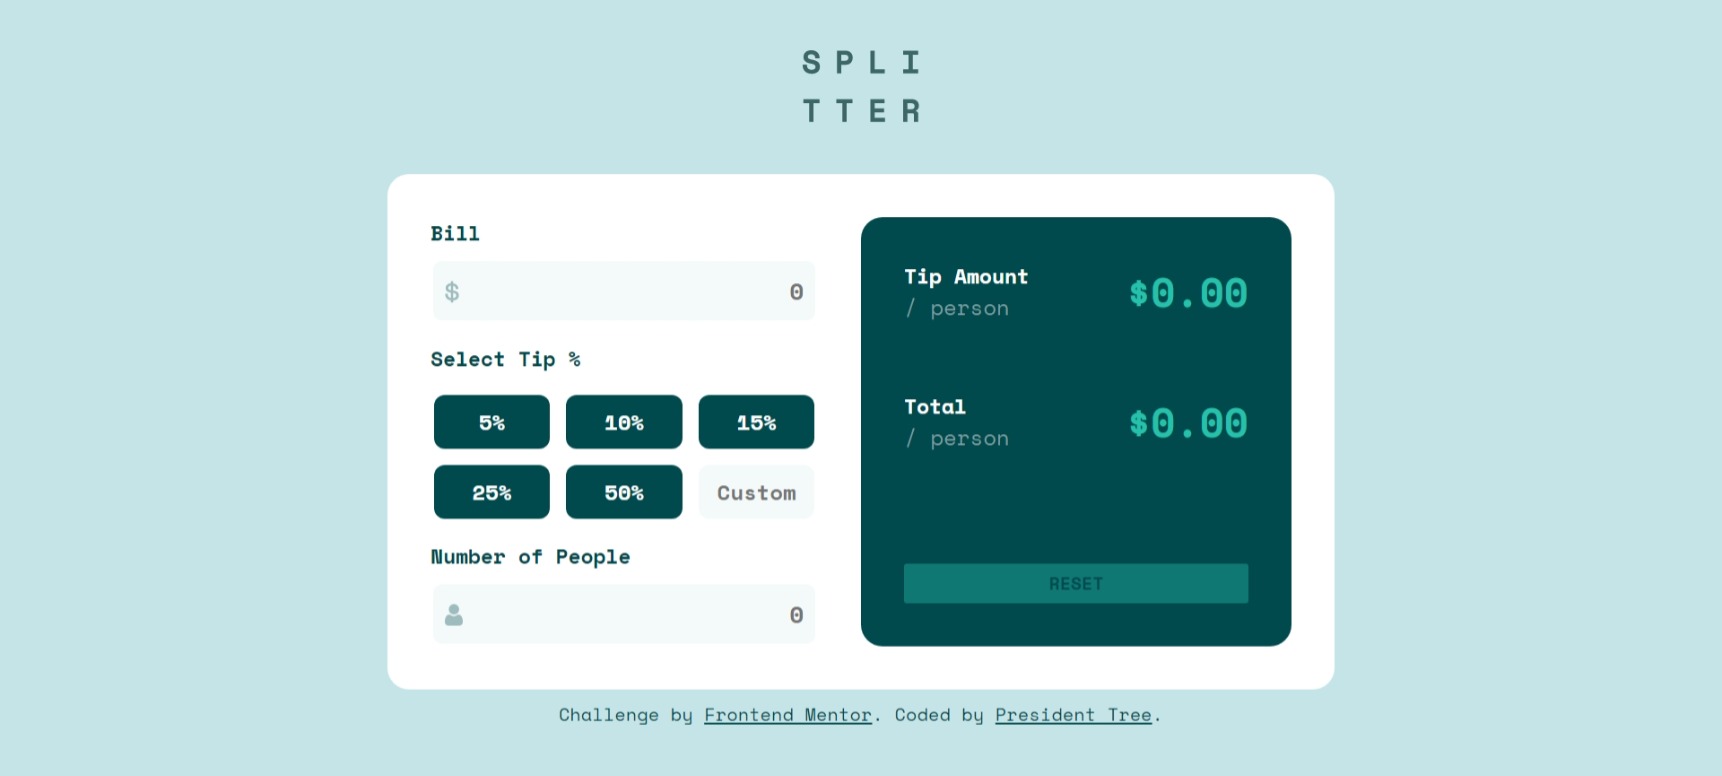 SPLI
TTER
Bill
$ 0
Select Tip %
5% 10% 15%
25% 50% Custom
Number of People
0
Tip Amount
/ person
$0.00
Total
/ person
$0.00
RESET
Challenge by Frontend Mentor. Coded by President Tree.